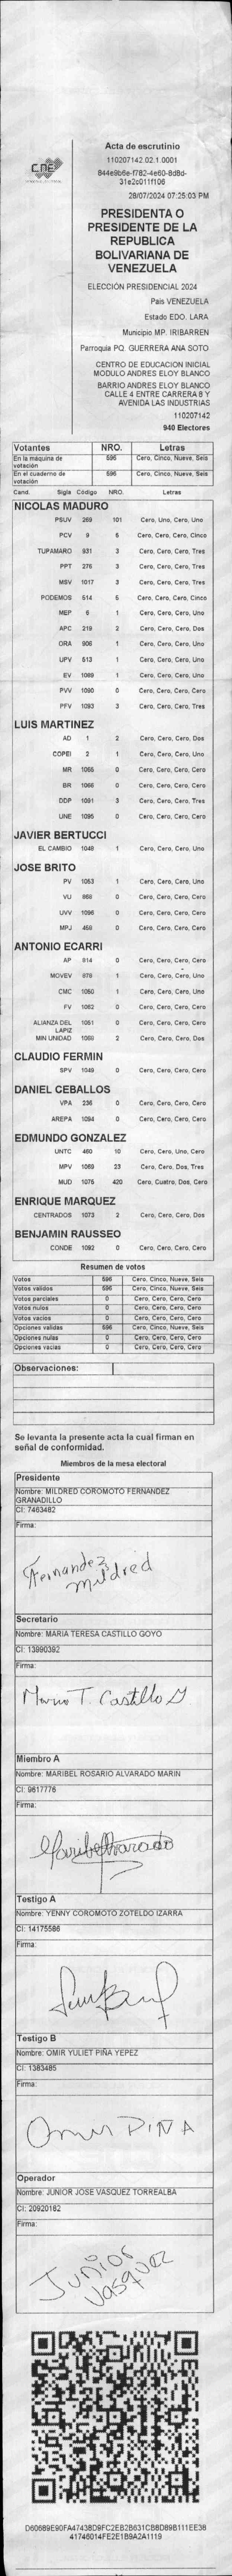 CNE
Acta de escrutinio
110207142.02.1.0001
844e9b6e-f782-4e60-8d8d-
31e2c011f106
28/07/2024 07:25:03 PM
PRESIDENTA O
PRESIDENTE DE LA
REPUBLICA
BOLIVARIANA DE
VENEZUELA
ELECCIÓN PRESIDENCIAL 2024
Pais VENEZUELA
Estado EDO. LARA
Municipio MP. IRIBARREN
Parroquia PQ. GUERRERA ANA SOTO
CENTRO DE EDUCACION INICIAL
MODULO ANDRES ELOY BLANCO
BARRIO ANDRES ELOY BLANCO
CALLE 4 ENTRE CARRERA 8 Y
AVENIDA LAS INDUSTRIAS
110207142
940 Electores
Votantes NRO. Letras
En la máquina de votación 596 Cero, Cinco, Nueve, Seis
En el cuaderno de votación 596 Cero, Cinco, Nueve, Seis
Cand. Sigla Código NRO. Letras
NICOLAS MADURO
PSUV 269 101 Cero, Uno, Cero, Uno
PCV 9 5 Cero, Cero, Cero, Cinco
TUPAMARO 931 3 Cero, Cero, Cero, Tres
PPT 276 3 Cero, Cero, Cero, Tres
MSV 1017 3 Cero, Cero, Cero, Tres
PODEMOS 514 5 Cero, Cero, Cero, Cinco
MEP 6 1 Cero, Cero, Cero, Uno
APC 219 2 Cero, Cero, Cero, Dos
ORA 906 1 Cero, Cero, Cero, Uno
UPV 513 1 Cero, Cero, Cero, Uno
EV 1089 1 Cero, Cero, Cero, Uno
PVV 1090 0 Cero, Cero, Cero, Cero
PFV 1093 3 Cero, Cero, Cero, Tres
LUIS MARTINEZ
AD 1 2 Cero, Cero, Cero, Dos
COPEI 2 1 Cero, Cero, Cero, Uno
MR 1065 0 Cero, Cero, Cero, Cero
BR 1066 0 Cero, Cero, Cero, Cero
DDP 1091 3 Cero, Cero, Cero, Tres
UNE 1095 0 Cero, Cero, Cero, Cero
JAVIER BERTUCCI
EL CAMBIO 1048 1 Cero, Cero, Cero, Uno
JOSE BRITO
PV 1053 1 Cero, Cero, Cero, Uno
VU 868 0 Cero, Cero, Cero, Cero
UVV 1096 0 Cero, Cero, Cero, Cero
MPJ 458 0 Cero, Cero, Cero, Cero
ANTONIO ECARRI
AP 814 0 Cero, Cero, Cero, Cero
MOVEV 878 1 Cero, Cero, Cero, Uno
CMC 1050 1 Cero, Cero, Cero, Uno
FV 1062 0 Cero, Cero, Cero, Cero
ALIANZA DEL LAPIZ 1051 0 Cero, Cero, Cero, Cero
MIN UNIDAD 1058 2 Cero, Cero, Cero, Dos
CLAUDIO FERMIN
SPV 1049 0 Cero, Cero, Cero, Cero
DANIEL CEBALLOS
VPA 236 0 Cero, Cero, Cero, Cero
AREPA 1094 0 Cero, Cero, Cero, Cero
EDMUNDO GONZALEZ
UNTC 460 10 Cero, Cero, Uno, Cero
MPV 1069 23 Cero, Cero, Dos, Tres
MUD 1075 420 Cero, Cuatro, Dos, Cero
ENRIQUE MARQUEZ
CENTRADOS 1073 2 Cero, Cero, Cero, Dos
BENJAMIN RAUSSEO
CONDE 1092 0 Cero, Cero, Cero, Cero
Resumen de votos
Votos 596 Cero, Cinco, Nueve, Seis
Votos validos 596 Cero, Cinco, Nueve, Seis
Votos parciales 0 Cero, Cero, Cero, Cero
Votos nulos 0 Cero, Cero, Cero, Cero
Votos vacios 0 Cero, Cero, Cero, Cero
Opciones validas 596 Cero, Cinco, Nueve, Seis
Opciones nulas 0 Cero, Cero, Cero, Cero
Opciones vacias 0 Cero, Cero, Cero, Cero
Observaciones:
Se levanta la presente acta la cual firman en
señal de conformidad.
Miembros de la mesa electoral
Presidente
Nombre: MILDRED COROMOTO FERNANDEZ
GRANADILLO
CI: 7463482
Firma:
Fernandez
Mildred
Secretario
Nombre: MARIA TERESA CASTILLO GOYO
CI: 13990392
Firma:
Maria T. Castillo G.
Miembro A
Nombre: MARIBEL ROSARIO ALVARADO MARIN
CI: 9617776
Firma:
Maribel Alvarado
Testigo A
Nombre: YENNY COROMOTO ZOTELDO IZARRA
CI: 14175586
Firma:
Testigo B
Nombre: OMIR YULIET PIÑA YEPEZ
CI: 1383485
Firma:
Omir PIÑA
Operador
Nombre: JUNIOR JOSE VASQUEZ TORREALBA
CI: 20920162
Firma:
Junior
Vasquez
D60689E90FA47438D9FC2EB2B631CB8D89B111EE36
41746014FE2E1B9A2A1119